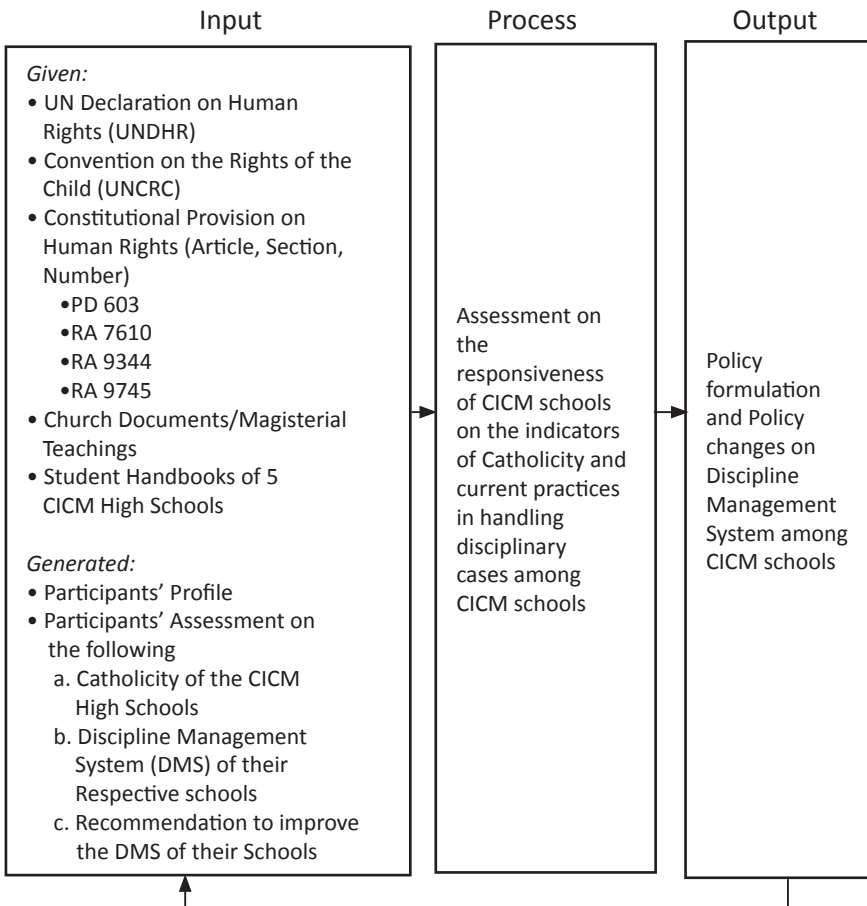 Input
Process
Output
Given:
• UN Declaration on Human
Rights (UNDHR)
• Convention on the Rights of the
Child (UNCRC)
• Constitutional Provision on
Human Rights (Article, Section,
Number)
•PD 603
•RA 7610
•RA 9344
•RA 9745
• Church Documents/Magisterial
Teachings
• Student Handbooks of 5
CICM High Schools
Generated:
• Participants’ Profile
• Participants’ Assessment on
the following
a. Catholicity of the CICM
High Schools
b. Discipline Management
System (DMS) of their
Respective schools
c. Recommendation to improve
the DMS of their Schools
Assessment on
the
responsiveness
of CICM schools
on the indicators
of Catholicity and
current practices
in handling
disciplinary
cases among
CICM schools
Policy
formulation
and Policy
changes on
Discipline
Management
System among
CICM schools